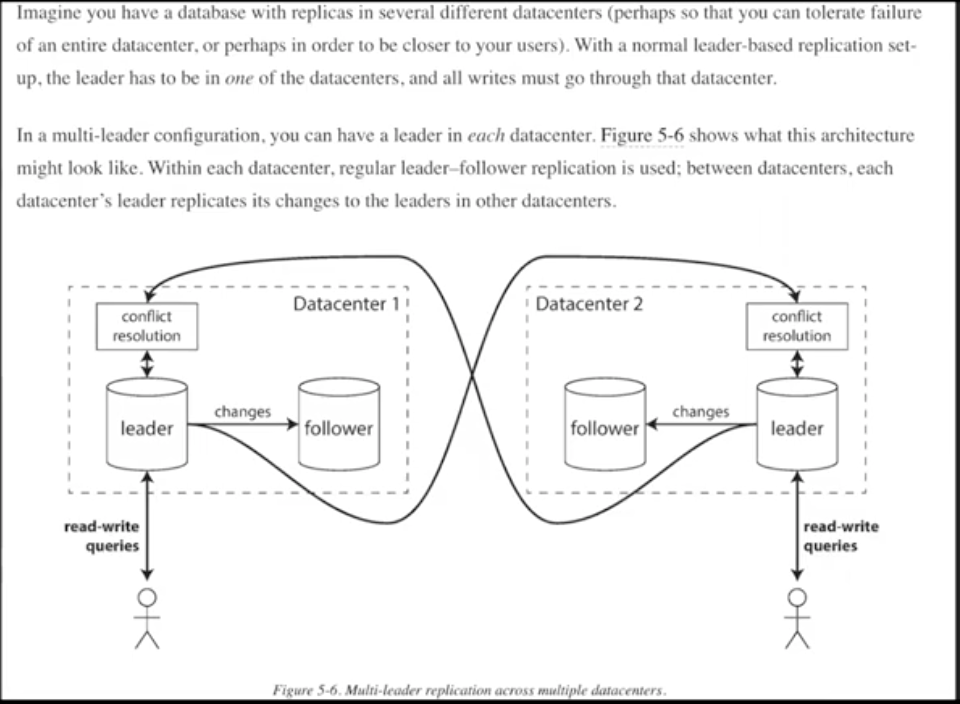 Imagine you have a database with replicas in several different datacenters (perhaps so that you can tolerate failure
of an entire datacenter, or perhaps in order to be closer to your users). With a normal leader-based replication set-
up, the leader has to be in one of the datacenters, and all writes must go through that datacenter.
In a multi-leader configuration, you can have a leader in each datacenter. Figure 5-6 shows what this architecture
might look like. Within each datacenter, regular leader–follower replication is used; between datacenters, each
datacenter's leader replicates its changes to the leaders in other datacenters.
Datacenter 1
conflict
resolution
leader
changes
follower
read-write
queries
Datacenter 2
conflict
resolution
follower
changes
leader
read-write
queries
Figure 5-6. Multi-leader replication across multiple datacenters.